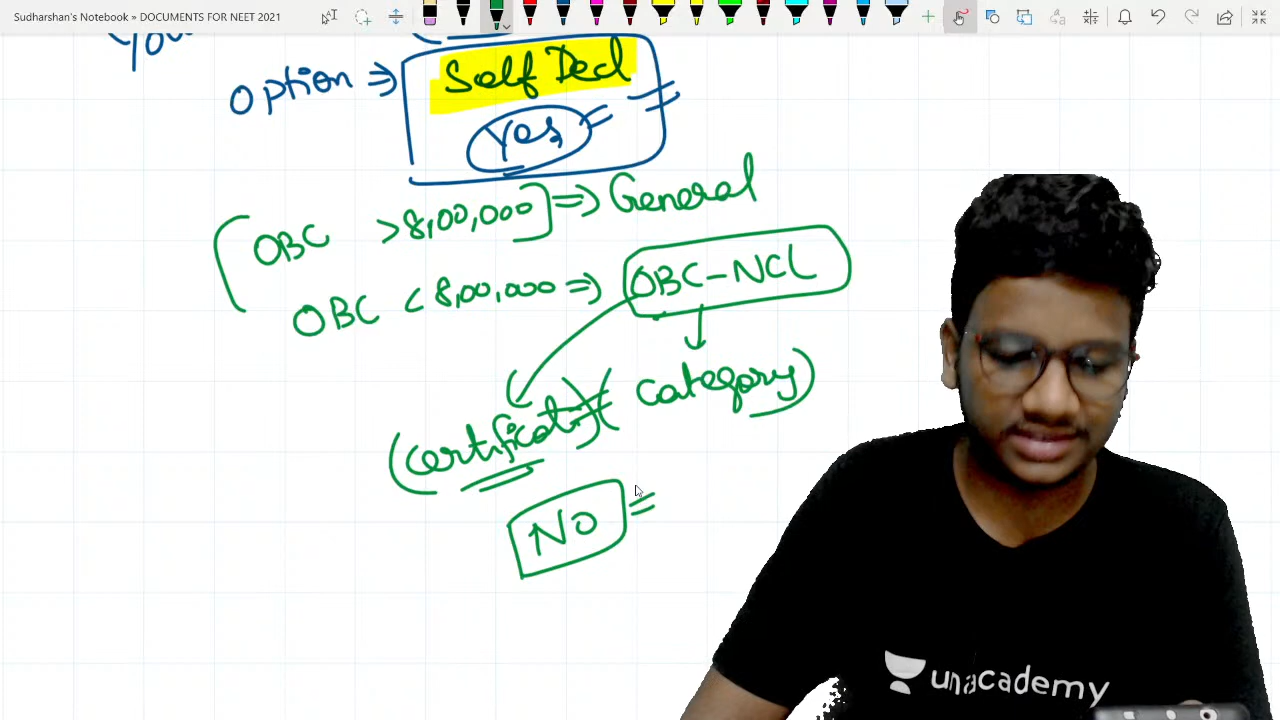 Sudharshan's Notebook » DOCUMENTS FOR NEET 2021
You
option ⇒ Self Decl
Yes =
OBC >8,00,000 ] ⇒ General
OBC < 8,00,000 ⇒ OBC-NCL
(category)
(certificate)
NO =
unacademy